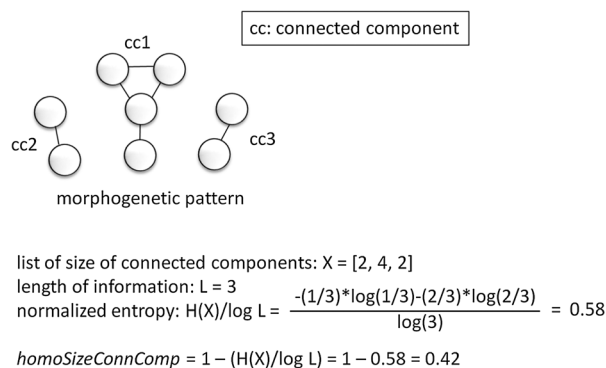 cc: connected component
cc1
cc2
cc3
morphogenetic pattern
list of size of connected components: X = [2, 4, 2]
length of information: L = 3
normalized entropy: H(X)/log L = -(1/3)*log(1/3)-(2/3)*log(2/3) / log(3) = 0.58
homoSizeConnComp = 1 – (H(X)/log L) = 1 – 0.58 = 0.42